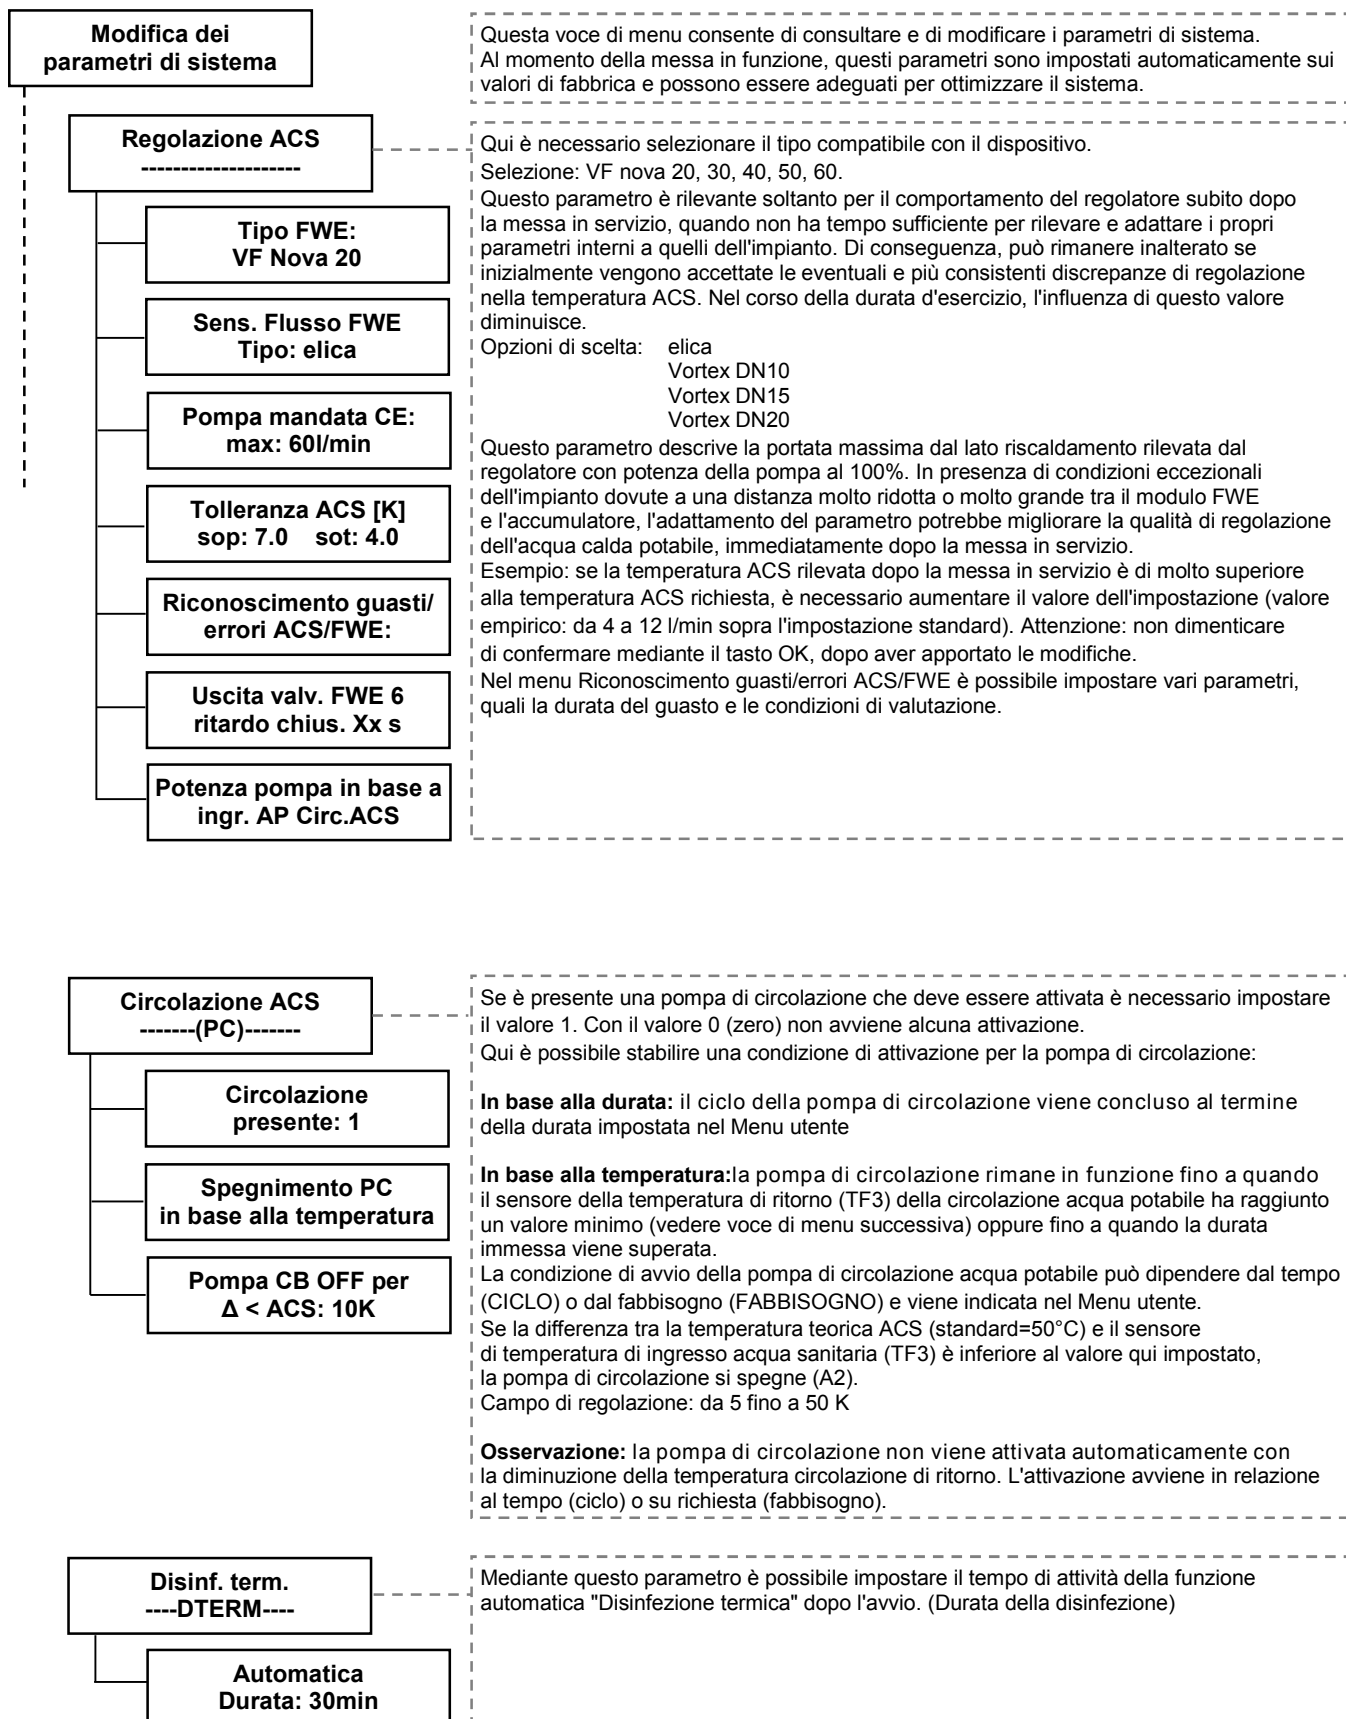 Modifica dei
parametri di sistema
Questa voce di menu consente di consultare e di modificare i parametri di sistema.
Al momento della messa in funzione, questi parametri sono impostati automaticamente sui
valori di fabbrica e possono essere adeguati per ottimizzare il sistema.
Regolazione ACS
--------------------
Tipo FWE:
VF Nova 20
Sens. Flusso FWE
Tipo: elica
Pompa mandata CE:
max: 60l/min
Tolleranza ACS [K]
sop: 7.0 sot: 4.0
Riconoscimento guasti/
errori ACS/FWE:
Uscita valv. FWE 6
ritardo chius. Xx s
Potenza pompa in base a
ingr. AP Circ.ACS
Qui è necessario selezionare il tipo compatibile con il dispositivo.
Selezione: VF nova 20, 30, 40, 50, 60.
Questo parametro è rilevante soltanto per il comportamento del regolatore subito dopo
la messa in servizio, quando non ha tempo sufficiente per rilevare e adattare i propri
parametri interni a quelli dell'impianto. Di conseguenza, può rimanere inalterato se
inizialmente vengono accettate le eventuali e più consistenti discrepanze di regolazione
nella temperatura ACS. Nel corso della durata d'esercizio, l'influenza di questo valore
diminuisce.
Opzioni di scelta: elica
Vortex DN10
Vortex DN15
Vortex DN20
Questo parametro descrive la portata massima dal lato riscaldamento rilevata dal
regolatore con potenza della pompa al 100%. In presenza di condizioni eccezionali
dell'impianto dovute a una distanza molto ridotta o molto grande tra il modulo FWE
e l'accumulatore, l'adattamento del parametro potrebbe migliorare la qualità di regolazione
dell'acqua calda potabile, immediatamente dopo la messa in servizio.
Esempio: se la temperatura ACS rilevata dopo la messa in servizio è di molto superiore
alla temperatura ACS richiesta, è necessario aumentare il valore dell'impostazione (valore
empirico: da 4 a 12 l/min sopra l'impostazione standard). Attenzione: non dimenticare
di confermare mediante il tasto OK, dopo aver apportato le modifiche.
Nel menu Riconoscimento guasti/errori ACS/FWE è possibile impostare vari parametri,
quali la durata del guasto e le condizioni di valutazione.
Circolazione ACS
-------(PC)-------
Circolazione
presente: 1
Spegnimento PC
in base alla temperatura
Pompa CB OFF per
Δ < ACS: 10K
Se è presente una pompa di circolazione che deve essere attivata è necessario impostare
il valore 1. Con il valore 0 (zero) non avviene alcuna attivazione.
Qui è possibile stabilire una condizione di attivazione per la pompa di circolazione:
In base alla durata: il ciclo della pompa di circolazione viene concluso al termine
della durata impostata nel Menu utente
In base alla temperatura:la pompa di circolazione rimane in funzione fino a quando
il sensore della temperatura di ritorno (TF3) della circolazione acqua potabile ha raggiunto
un valore minimo (vedere voce di menu successiva) oppure fino a quando la durata
immessa viene superata.
La condizione di avvio della pompa di circolazione acqua potabile può dipendere dal tempo
(CICLO) o dal fabbisogno (FABBISOGNO) e viene indicata nel Menu utente.
Se la differenza tra la temperatura teorica ACS (standard=50°C) e il sensore
di temperatura di ingresso acqua sanitaria (TF3) è inferiore al valore qui impostato,
la pompa di circolazione si spegne (A2).
Campo di regolazione: da 5 fino a 50 K
Osservazione: la pompa di circolazione non viene attivata automaticamente con
la diminuzione della temperatura circolazione di ritorno. L'attivazione avviene in relazione
al tempo (ciclo) o su richiesta (fabbisogno).
Disinf. term.
----DTERM----
Automatica
Durata: 30min
Mediante questo parametro è possibile impostare il tempo di attività della funzione
automatica "Disinfezione termica" dopo l'avvio. (Durata della disinfezione)